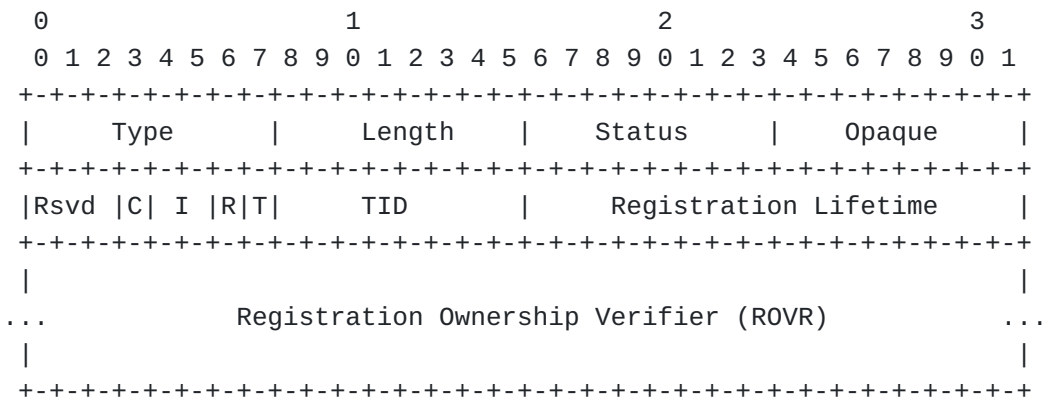 0                   1                   2                   3
 0 1 2 3 4 5 6 7 8 9 0 1 2 3 4 5 6 7 8 9 0 1 2 3 4 5 6 7 8 9 0 1
+-+-+-+-+-+-+-+-+-+-+-+-+-+-+-+-+-+-+-+-+-+-+-+-+-+-+-+-+-+-+-+-+
|     Type      |     Length    |    Status     |    Opaque     |
+-+-+-+-+-+-+-+-+-+-+-+-+-+-+-+-+-+-+-+-+-+-+-+-+-+-+-+-+-+-+-+-+
|Rsvd |C| I |R|T|     TID       |     Registration Lifetime     |
+-+-+-+-+-+-+-+-+-+-+-+-+-+-+-+-+-+-+-+-+-+-+-+-+-+-+-+-+-+-+-+-+
|                                                               |
...            Registration Ownership Verifier (ROVR)           ...
|                                                               |
+-+-+-+-+-+-+-+-+-+-+-+-+-+-+-+-+-+-+-+-+-+-+-+-+-+-+-+-+-+-+-+-+